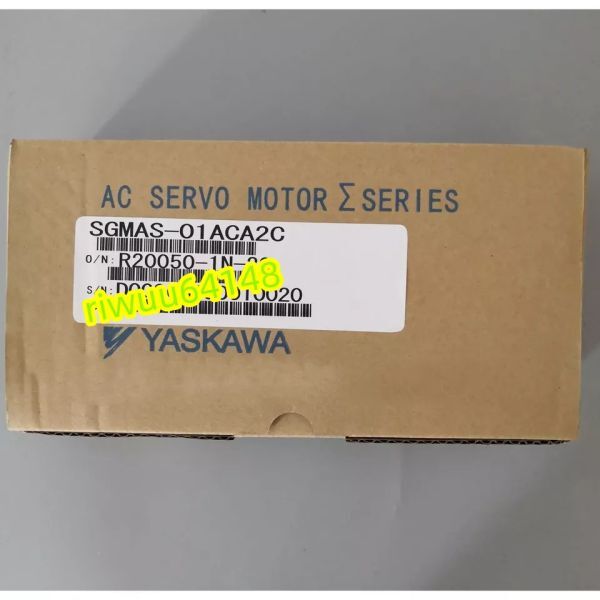 AC SERVO MOTOR Σ SERIES
SGMAS-01ACA2C
O/N: R20050-1N-
S/N:
riwuu64148
YASKAWA